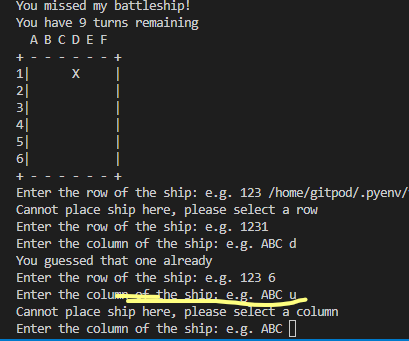 You missed my battleship!
You have 9 turns remaining
A B C D E F
+ - - - - - - - +
1| X |
2| |
3| |
4| |
5| |
6| |
+ - - - - - - - +
Enter the row of the ship: e.g. 123 /home/gitpod/.pyenv/
Cannot place ship here, please select a row
Enter the row of the ship: e.g. 1231
Enter the column of the ship: e.g. ABC d
You guessed that one already
Enter the row of the ship: e.g. 123 6
Enter the column of the ship: e.g. ABC u
Cannot place ship here, please select a column
Enter the column of the ship: e.g. ABC